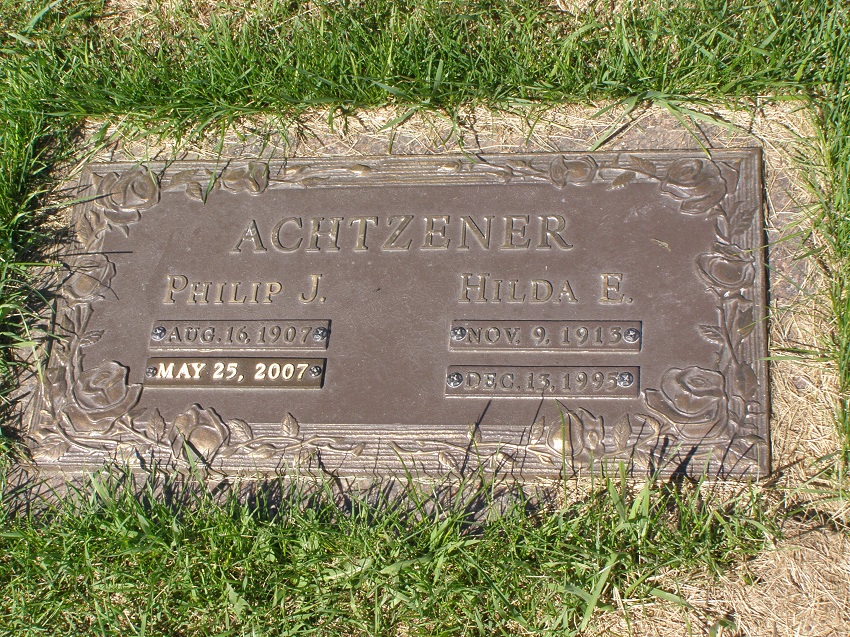 ACHTZENER
PHILIP J.
AUG. 16, 1907
MAY 25, 2007
HILDA E.
NOV. 9, 1913
DEC. 13, 1995